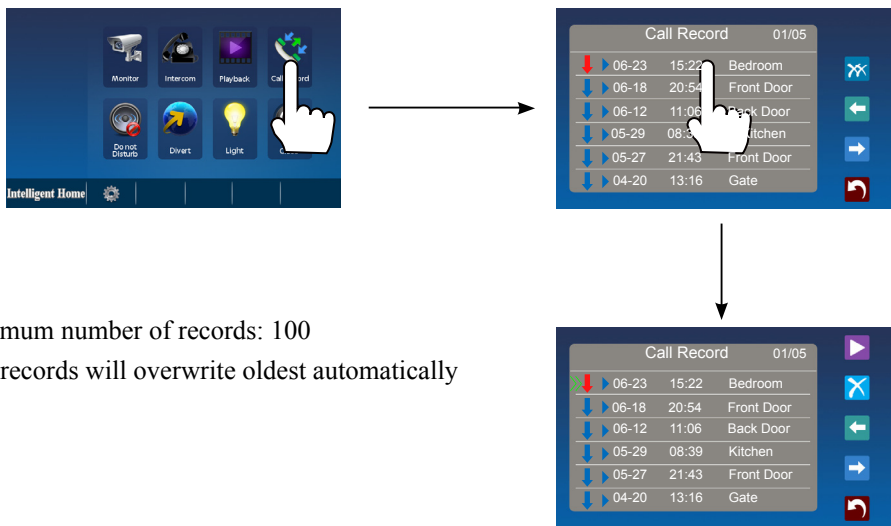 Monitor Intercom Playback Call
Do not Disturb Divert Light
Intelligent Home
Call Record 01/05
06-23 15:22 Bedroom
06-18 20:54 Front Door
06-12 11:06 Back Door
05-29 08:3 Kitchen
05-27 21:43 Front Door
04-20 13:16 Gate
mum number of records: 100
records will overwrite oldest automatically
Call Record 01/05
06-23 15:22 Bedroom
06-18 20:54 Front Door
06-12 11:06 Back Door
05-29 08:39 Kitchen
05-27 21:43 Front Door
04-20 13:16 Gate